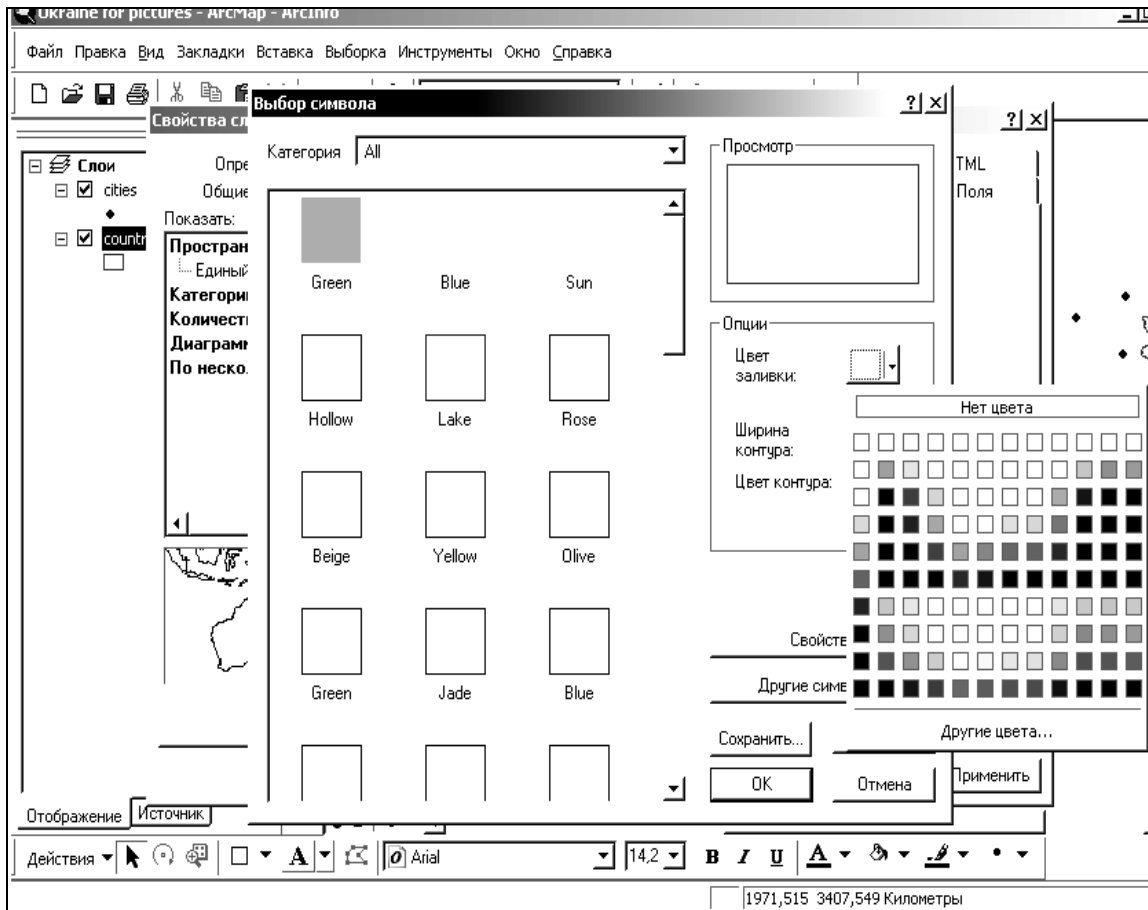 Ukraine for pictures - ArcMap - ArcInfo
Файл Правка Вид Закладки Вставка Выборка Инструменты Окно Справка
Свойства сл
Выбор символа
Слои
cities
countr
Опре
Общие
Показать:
Простран
Единый
Категори
Количест
Диаграмм
По неско
Категория All
Green Blue Sun
Hollow Lake Rose
Beige Yellow Olive
Green Jade Blue
Просмотр
Опции
Цвет
заливки:
Ширина
контура:
Цвет контура:
Свойств
Другие симв
Сохранить...
OK Отмена
TML
Поля
Нет цвета
Другие цвета...
Применить
Отображение Источник
Действия A Arial 14,2 B I U A
1971,515 3407,549 Километры